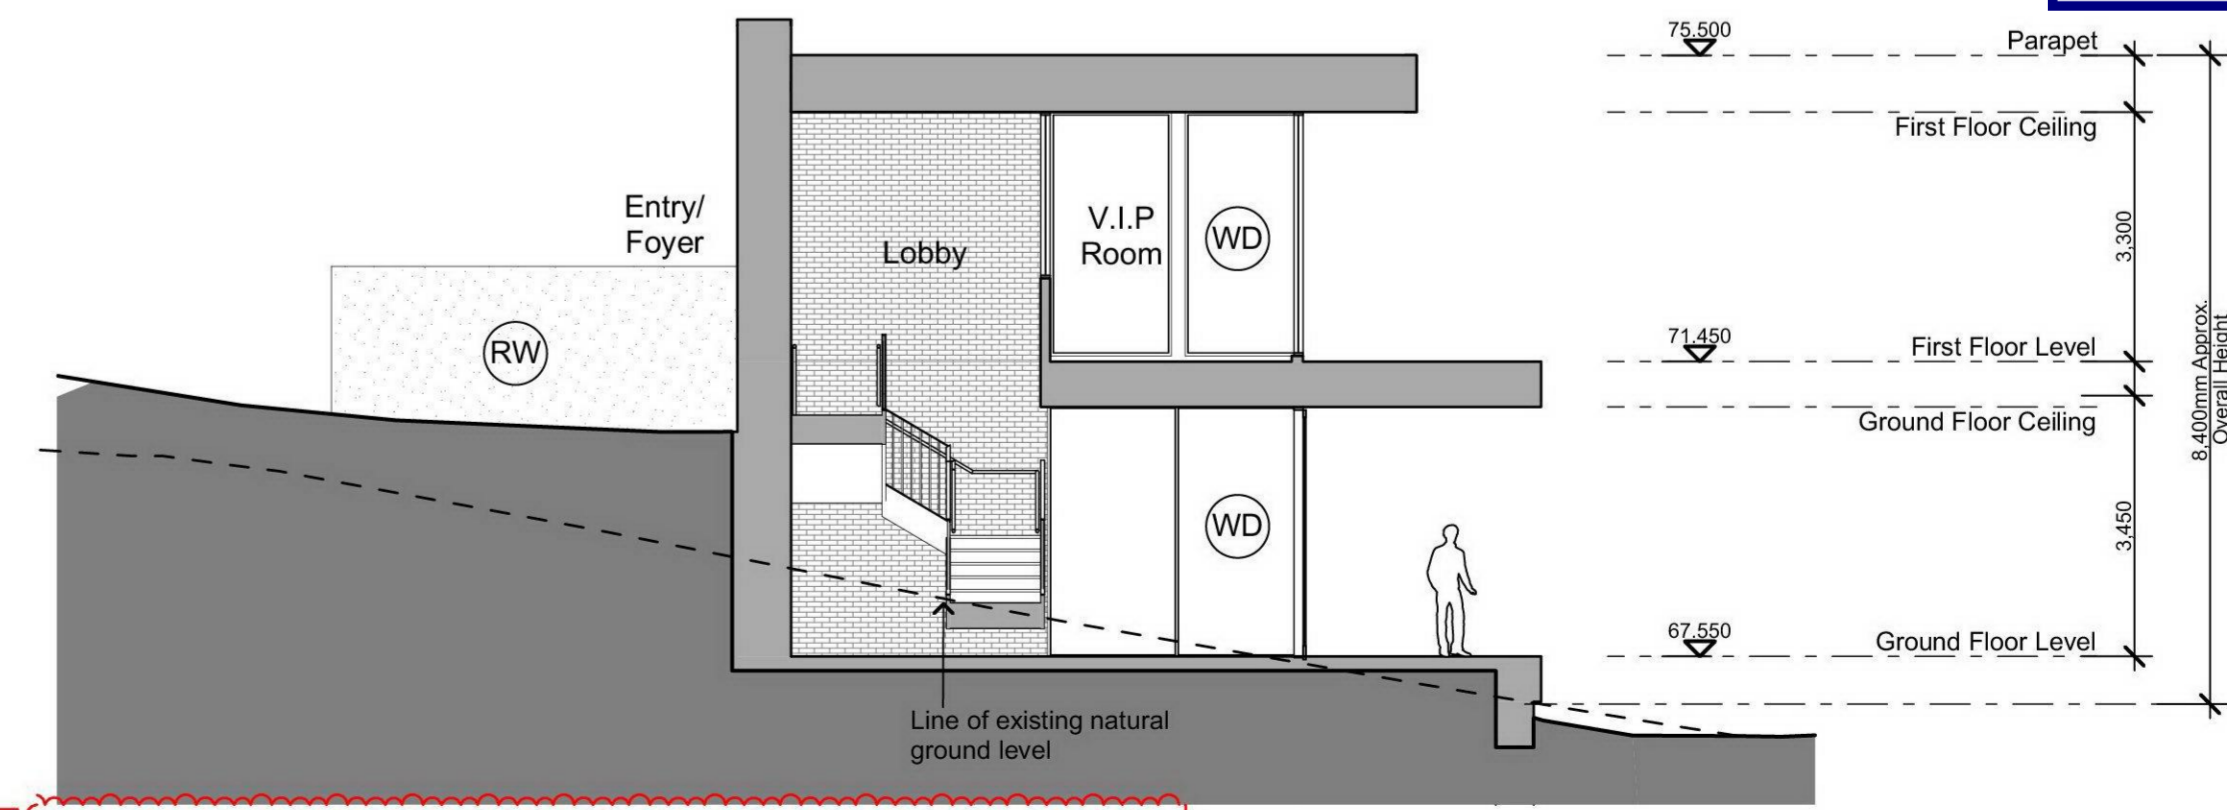 75.500
Parapet
First Floor Ceiling
Entry/
Foyer
Lobby
V.I.P
Room
WD
3,300
RW
71.450
First Floor Level
8,400mm Approx.
Overall Height
Ground Floor Ceiling
WD
3,450
67.550
Ground Floor Level
Line of existing natural
ground level